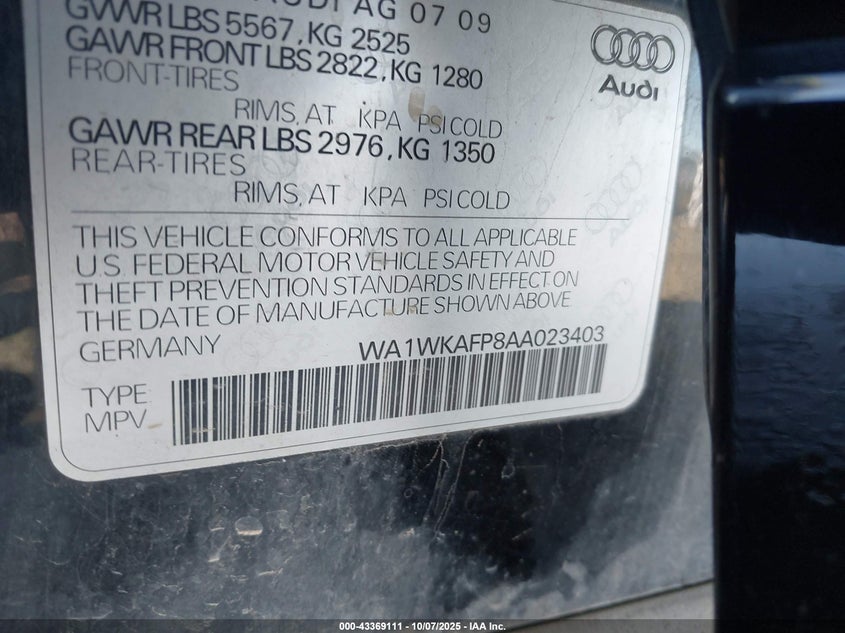 AUDI AG 07 09
GVWR LBS 5567, KG 2525
GAWR FRONT LBS 2822, KG 1280
FRONT-TIRES
RIMS, AT KPA PSI COLD
GAWR REAR LBS 2976, KG 1350
REAR-TIRES
RIMS, AT KPA PSI COLD
THIS VEHICLE CONFORMS TO ALL APPLICABLE
U.S. FEDERAL MOTOR VEHICLE SAFETY AND
THEFT PREVENTION STANDARDS IN EFFECT ON
THE DATE OF MANUFACTURE SHOWN ABOVE
GERMANY WA1WKAFP8AA023403
TYPE
MPV
Audi
000-43369111 - 10/07/2025 - IAA Inc.